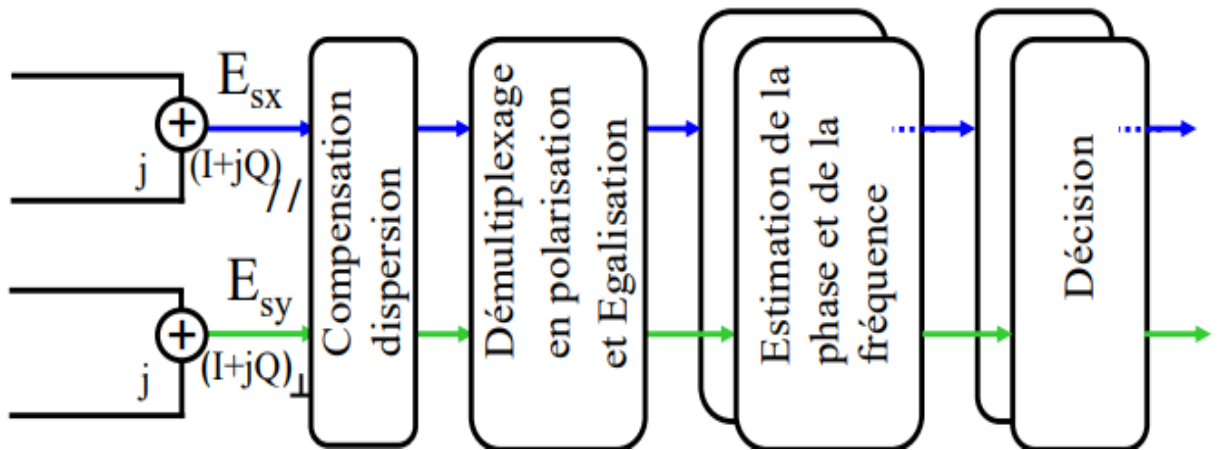 E_sx
+
j
(I+jQ)
//
E_sy
+
j
(I+jQ)
⊥
Compensation
dispersion
Démultiplexage
en polarisation
et Egalisation
Estimation de la
phase et de la
fréquence
Décision